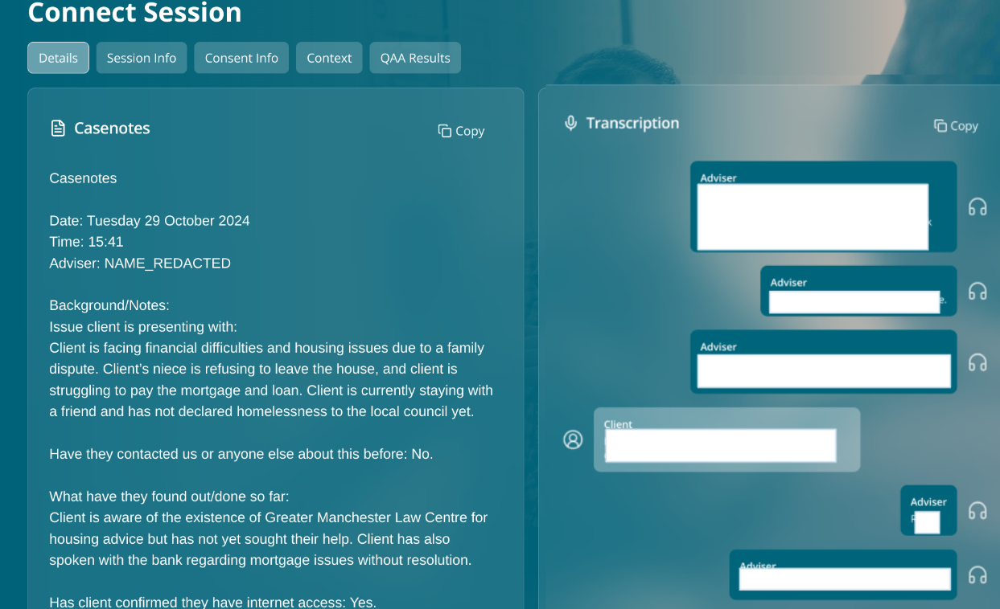 Connect Session
Details
Session Info
Consent Info
Context
QAA Results
Casenotes
Copy
Casenotes
Date: Tuesday 29 October 2024
Time: 15:41
Adviser: NAME_REDACTED
Background/Notes:
Issue client is presenting with:
Client is facing financial difficulties and housing issues due to a family
dispute. Client’s niece is refusing to leave the house, and client is
struggling to pay the mortgage and loan. Client is currently staying with
a friend and has not declared homelessness to the local council yet.
Have they contacted us or anyone else about this before: No.
What have they found out/done so far:
Client is aware of the existence of Greater Manchester Law Centre for
housing advice but has not yet sought their help. Client has also
spoken with the bank regarding mortgage issues without resolution.
Has client confirmed they have internet access: Yes.
Transcription
Copy
Adviser
Adviser
Adviser
Client
Adviser
Adviser